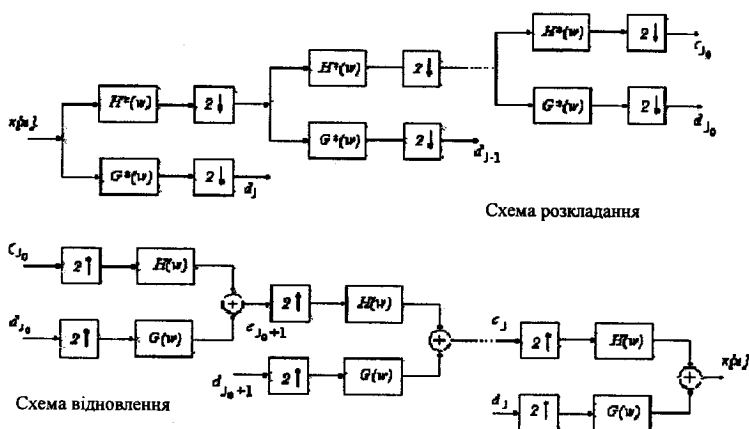 H*(w) 2↓ c_j₀
H*(w) 2↓ H*(w) 2↓
x[n] G*(w) 2↓ d_j₀
G*(w) 2↓ d_j-1
G*(w) 2↓ d_j
Схема розкладання
c_j₀ 2↑ H(w)
+ 2↑ H(w)
d_j₀ 2↑ G(w) c_j₀+1 + c_j 2↑ H(w)
2↑ G(w) + x[n]
d_j₀+1
Схема відновлення d_j 2↑ G(w)